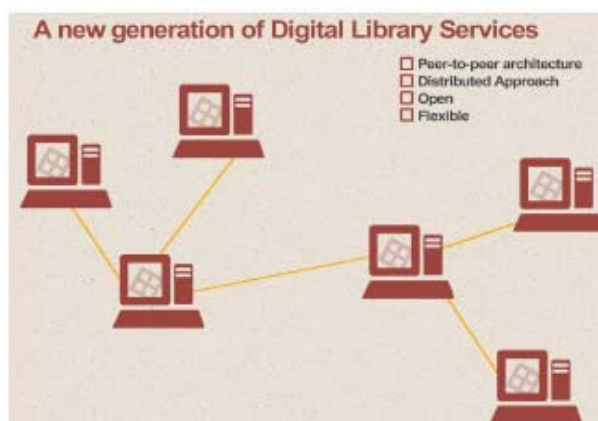 A new generation of Digital Library Services
Peer-to-peer architecture
Distributed Approach
Open
Flexible